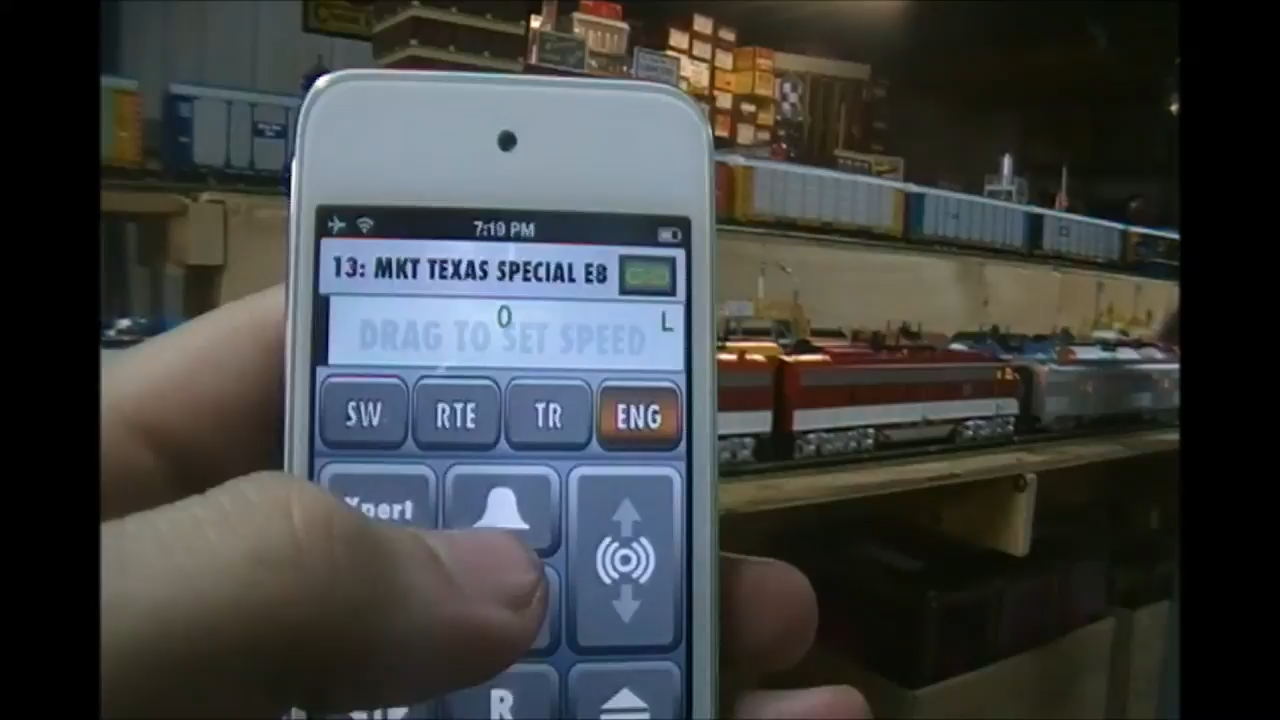 7:19 PM
13: MKT TEXAS SPECIAL E8
0
L
DRAG TO SET SPEED
SW
RTE
TR
ENG
Xpert
R